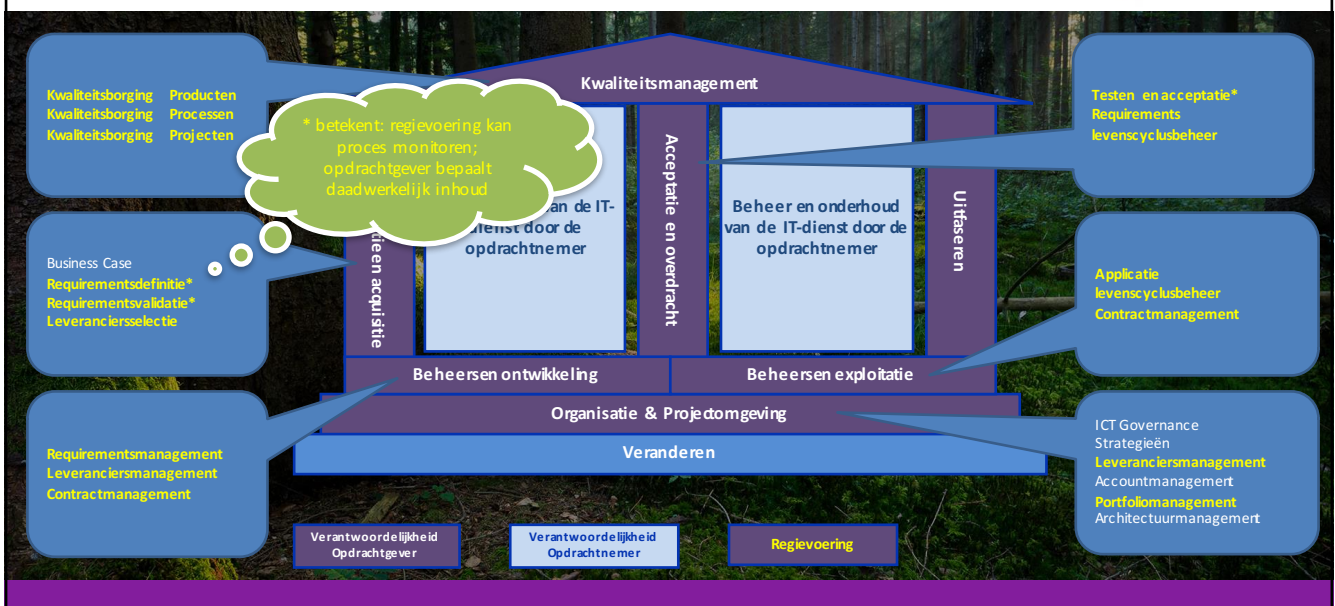 Kwaliteitsmanagement
Kwaliteitsborging Producten
Kwaliteitsborging Processen
Kwaliteitsborging Projecten
* betekent: regievoering kan
proces monitoren;
opdrachtgever bepaalt
daadwerkelijk inhoud
Testen en acceptatie*
Requirements
levenscyclusbeheer
Business Case
Requirementsdefinitie*
Requirementsvalidatie*
Leveranciersselectie
en acquisitie
van de IT-
dienst door de
opdrachtnemer
Acceptatie en overdracht
Beheer en onderhoud
van de IT-dienst door de
opdrachtnemer
Uitfaseren
Applicatie
levenscyclusbeheer
Contractmanagement
Beheersen ontwikkeling
Beheersen exploitatie
Organisatie & Projectomgeving
Veranderen
Requirementsmanagement
Leveranciersmanagement
Contractmanagement
ICT Governance
Strategieën
Leveranciersmanagement
Accountmanagement
Portfoliomanagement
Architectuurmanagement
Verantwoordelijkheid
Opdrachtgever
Verantwoordelijkheid
Opdrachtnemer
Regievoering